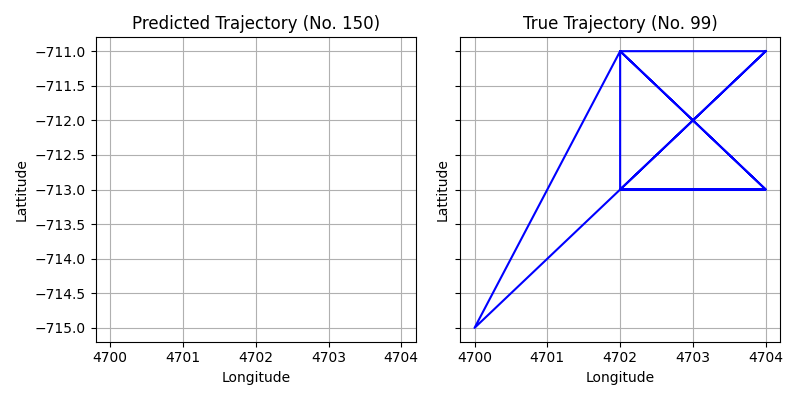 Predicted Trajectory (No. 150)
True Trajectory (No. 99)
−711.0
−711.5
−712.0
−712.5
−713.0
−713.5
−714.0
−714.5
−715.0
Lattitude
4700 4701 4702 4703 4704
Longitude
Lattitude
4700 4701 4702 4703 4704
Longitude